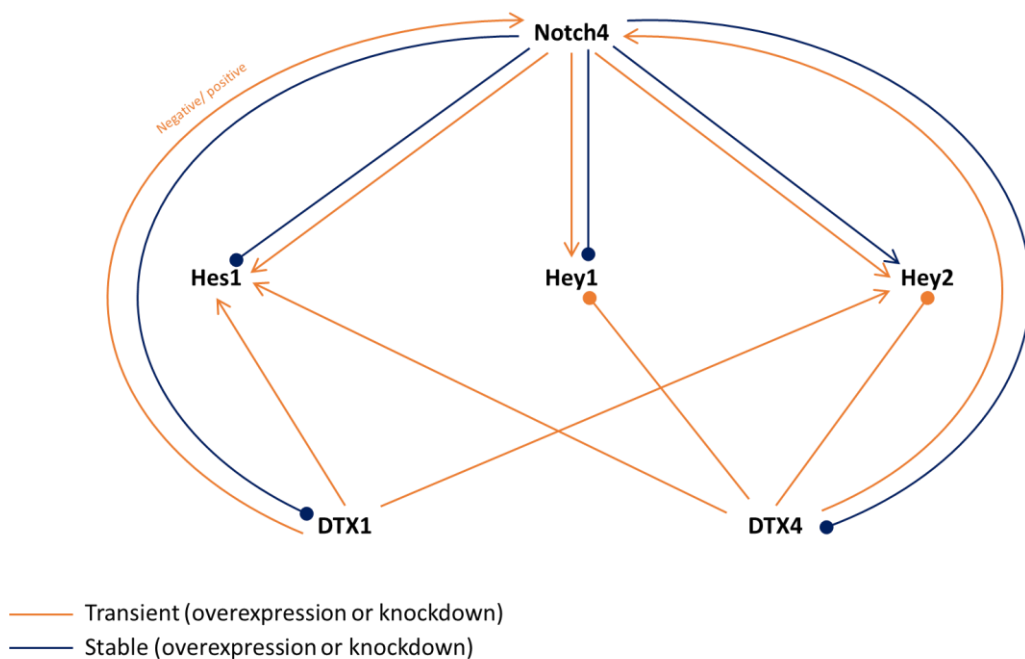 Notch4
Negative/ positive
Hes1
Hey1
Hey2
DTX1
DTX4
Transient (overexpression or knockdown)
Stable (overexpression or knockdown)